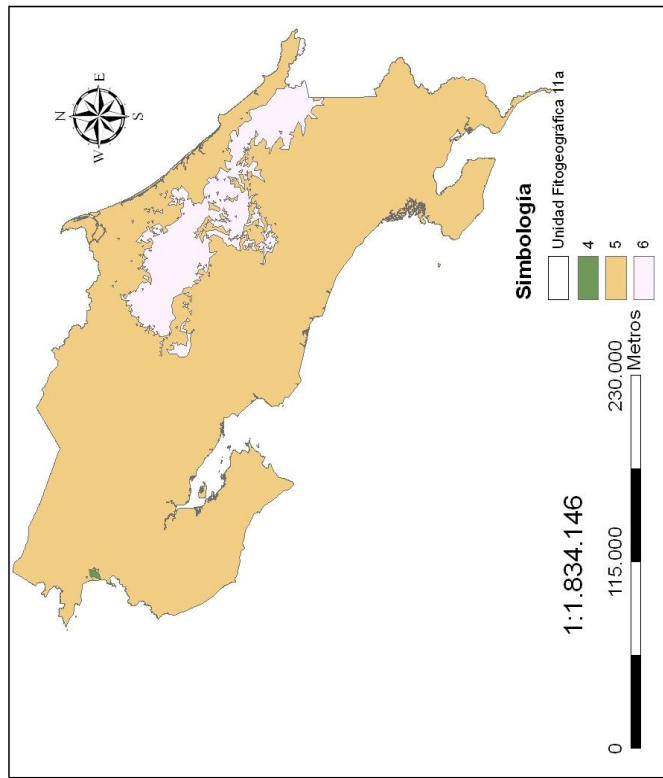 N
W E
S
Simbología
Unidad Fitogeográfica 11a
4
5
6
1:1.834.146
0 115.000 230.000 Metros